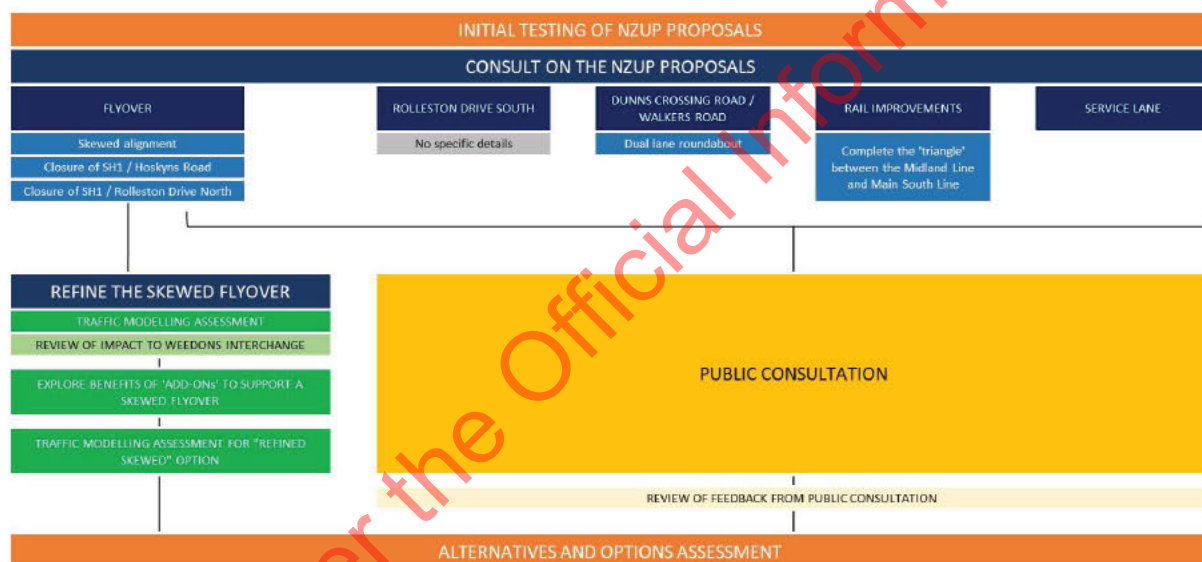 INITIAL TESTING OF NZUP PROPOSALS
CONSULT ON THE NZUP PROPOSALS
FLYOVER
Skewed alignment
Closure of SH1 / Hoskyns Road
Closure of SH1 / Rolleston Drive North
ROLLESTON DRIVE SOUTH
No specific details
DUNNS CROSSING ROAD /
WALKERS ROAD
Dual lane roundabout
RAIL IMPROVEMENTS
Complete the 'triangle'
between the Midland Line
and Main South Line
SERVICE LANE
REFINE THE SKEWED FLYOVER
TRAFFIC MODELLING ASSESSMENT
REVIEW OF IMPACT TO WEEDONS INTERCHANGE
EXPLORE BENEFITS OF 'ADD-ONs' TO SUPPORT A
SKEWED FLYOVER
TRAFFIC MODELLING ASSESSMENT FOR "REFINED
SKEWED" OPTION
PUBLIC CONSULTATION
REVIEW OF FEEDBACK FROM PUBLIC CONSULTATION
ALTERNATIVES AND OPTIONS ASSESSMENT
er the Official Inform